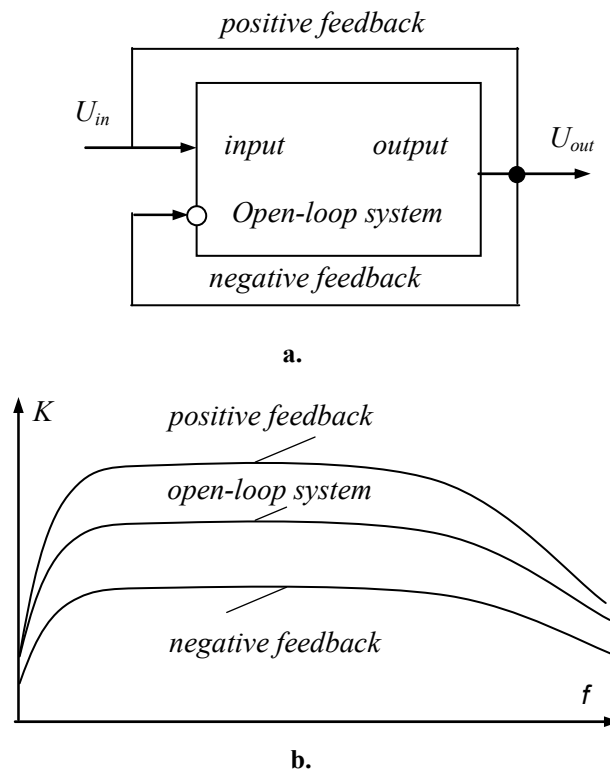 positive feedback
U_in
input output
U_out
Open-loop system
negative feedback
a.
K
positive feedback
open-loop system
negative feedback
f
b.